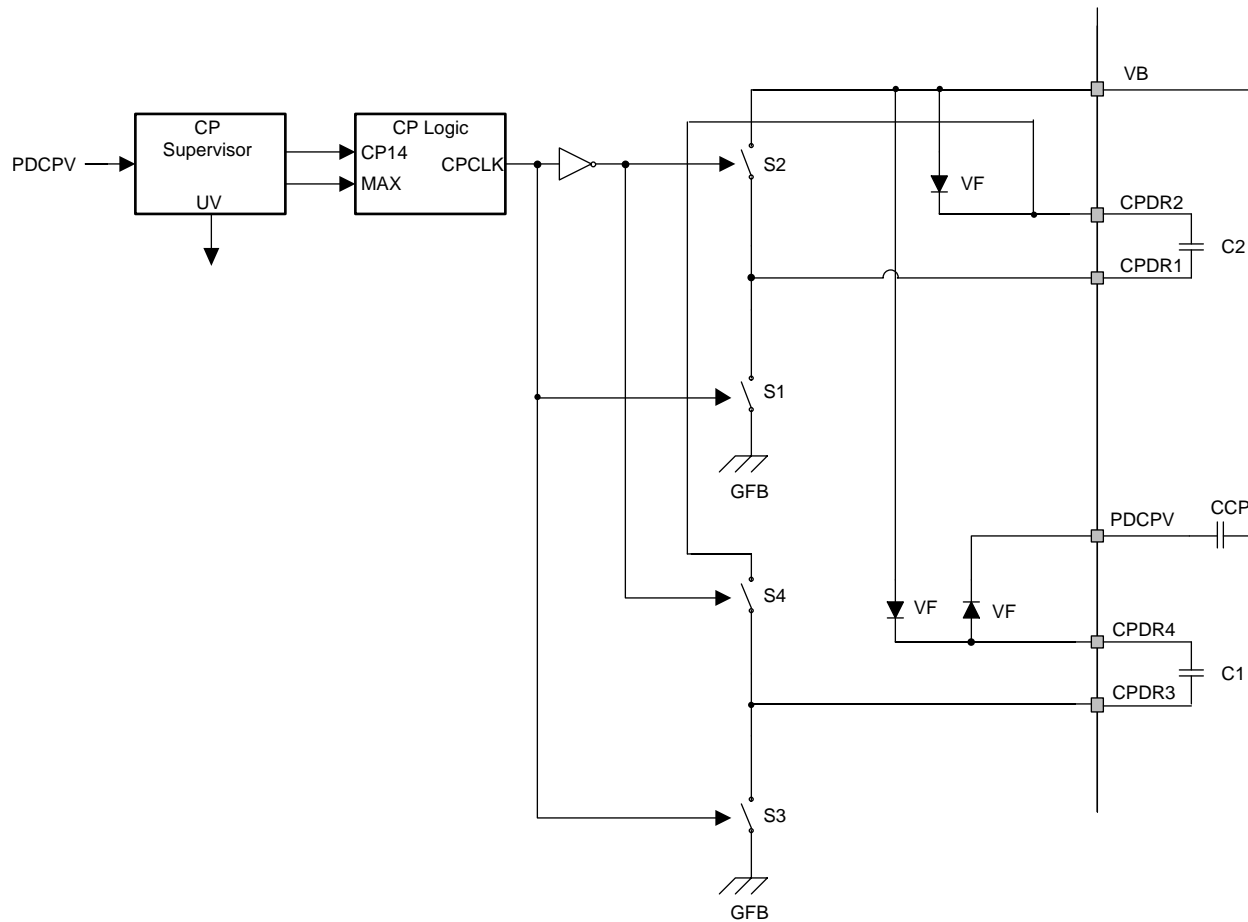 VB
CP
Supervisor
CP Logic
PDCPV
CP14
CPCLK
S2
MAX
VF
UV
CPDR2
C2
CPDR1
S1
GFB
CCP
PDCPV
S4
VF
VF
CPDR4
C1
CPDR3
S3
GFB